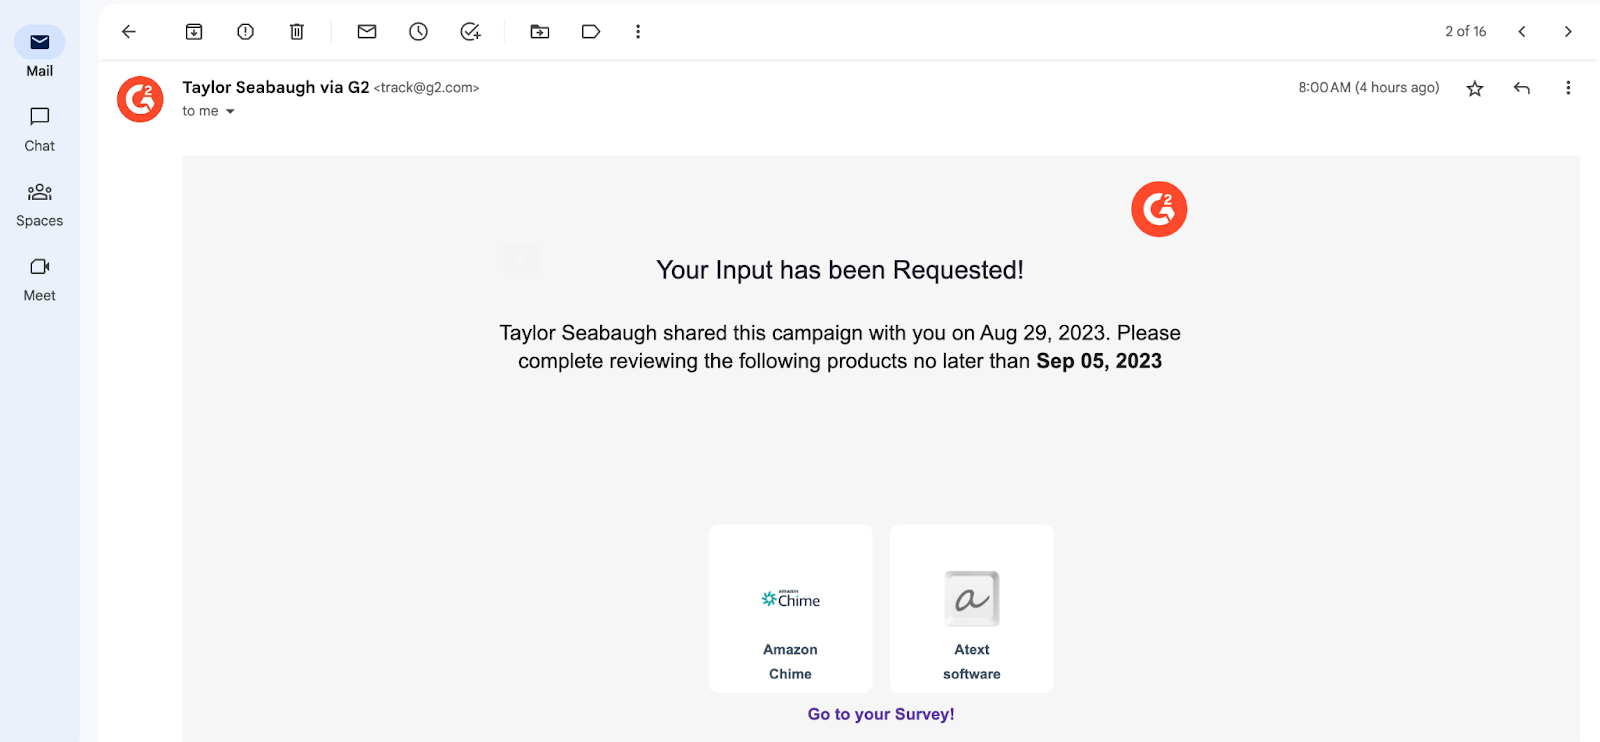 2 of 16
Mail
Taylor Seabaugh via G2 <track@g2.com>
8:00 AM (4 hours ago)
to me
Chat
Spaces
Meet
G2
G2
Your Input has been Requested!
Taylor Seabaugh shared this campaign with you on Aug 29, 2023. Please
complete reviewing the following products no later than Sep 05, 2023
amazon
Chime
a
Amazon
Chime
Atext
software
Go to your Survey!